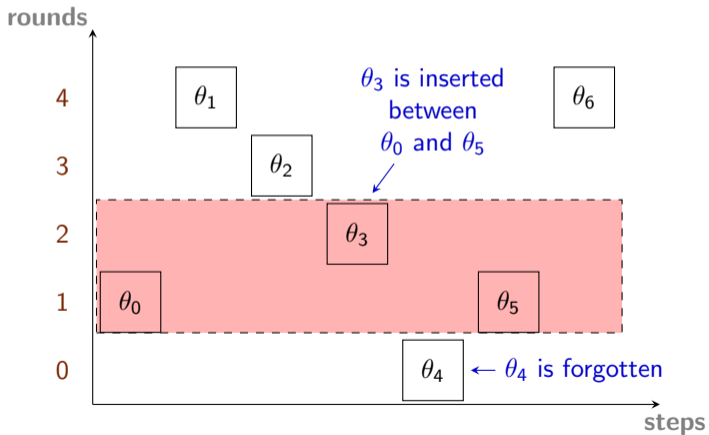 rounds
4
θ1
θ3 is inserted
between
θ0 and θ5
θ6
3
θ2
2
θ3
1
θ0
θ5
0
θ4
← θ4 is forgotten
steps